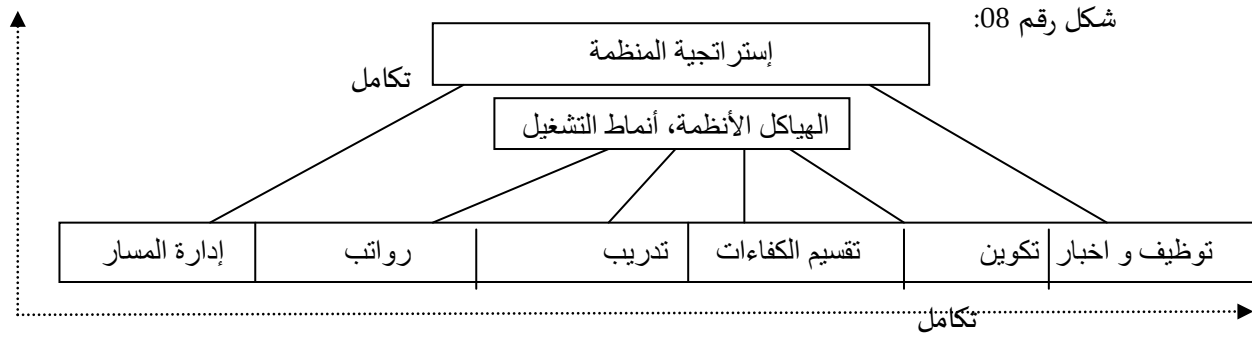 شكل رقم 08:
إستراتجية المنظمة
تكامل
الهياكل الأنظمة، أنماط التشغيل
توظيف و اخبار
تكوين
تقسيم الكفاءات
تدريب
رواتب
إدارة المسار
تكامل